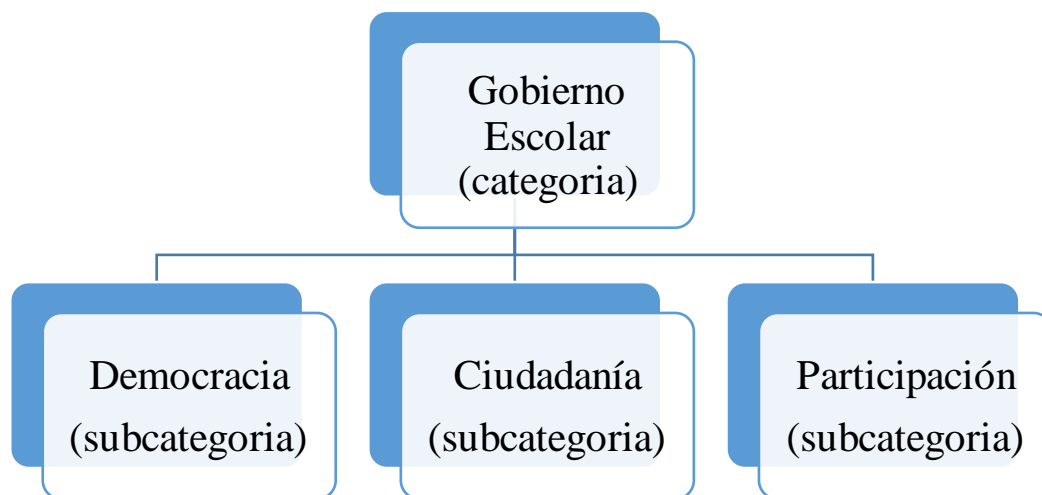 Gobierno
Escolar
(categoria)
Democracia
(subcategoria)
Ciudadanía
(subcategoria)
Participación
(subcategoria)